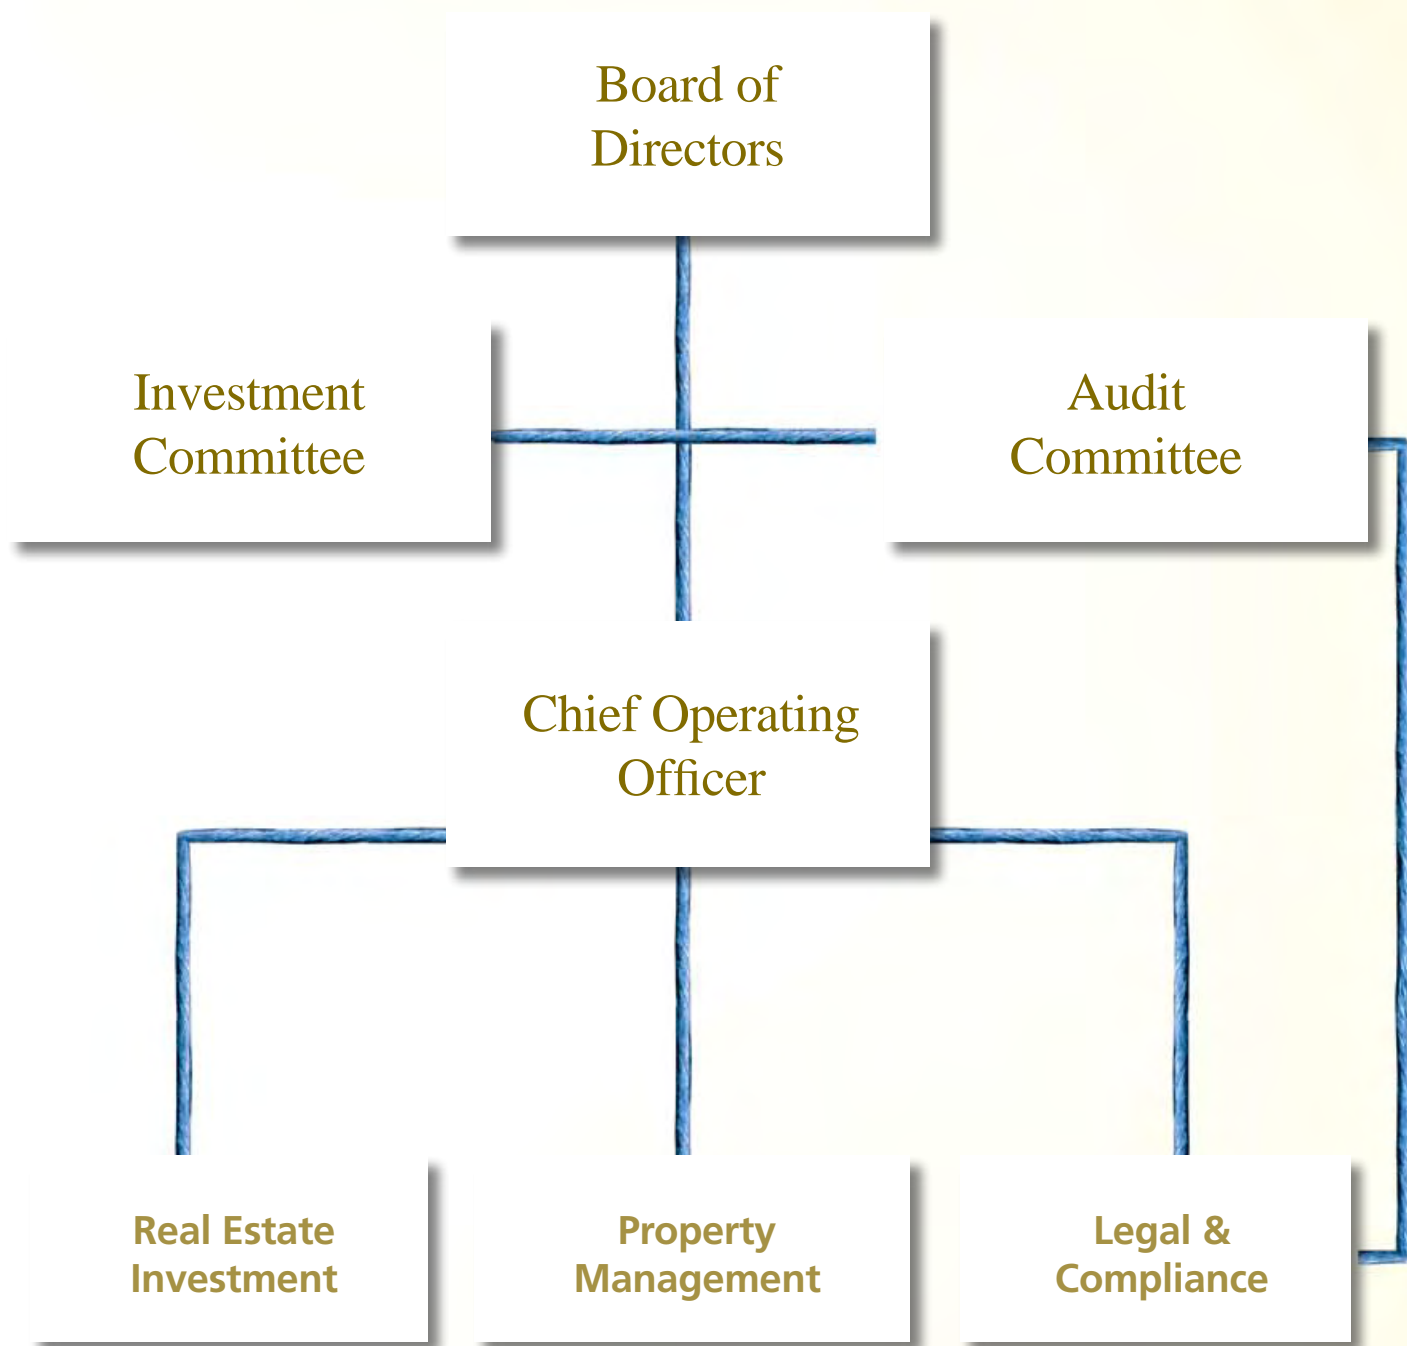 Board of
Directors
Investment
Committee
Audit
Committee
Chief Operating
Officer
Real Estate
Investment
Property
Management
Legal &
Compliance